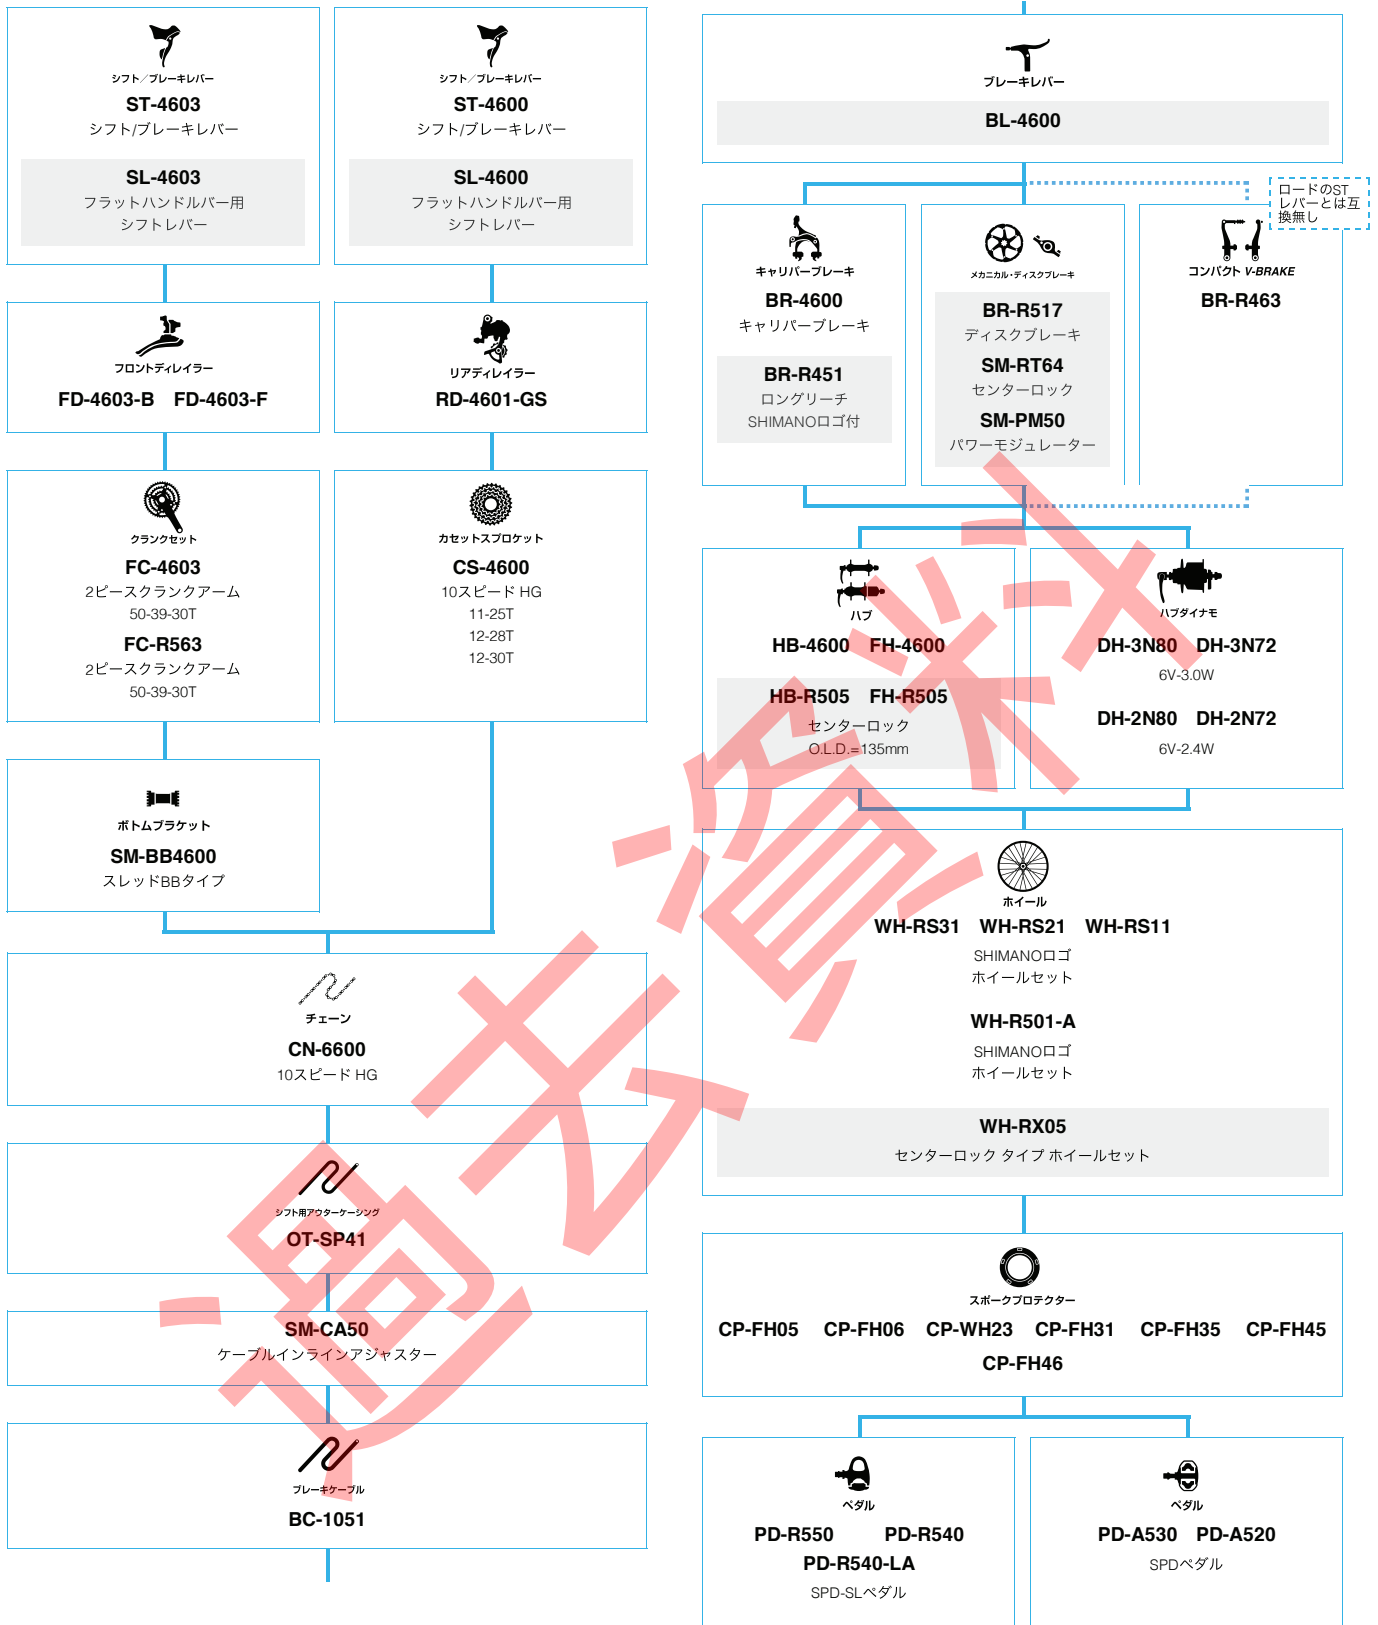 シフト/ブレーキレバー
ST-4603
シフト/ブレーキレバー
SL-4603
フラットハンドルバー用
シフトレバー
シフト/ブレーキレバー
ST-4600
シフト/ブレーキレバー
SL-4600
フラットハンドルバー用
シフトレバー
フロントディレイラー
FD-4603-B FD-4603-F
リアディレイラー
RD-4601-GS
クランクセット
FC-4603
2ピースクランクアーム
50-39-30T
FC-R563
2ピースクランクアーム
50-39-30T
カセットスプロケット
CS-4600
10スピード HG
11-25T
12-28T
12-30T
ボトムブラケット
SM-BB4600
スレッドBBタイプ
チェーン
CN-6600
10スピード HG
シフト用アウターケーシング
OT-SP41
SM-CA50
ケーブルインラインアジャスター
ブレーキケーブル
BC-1051
ブレーキレバー
BL-4600
ロードのST
レバーとは互
換無し
キャリパーブレーキ
BR-4600
キャリパーブレーキ
BR-R451
ロングリーチ
SHIMANOロゴ付
メカニカル・ディスクブレーキ
BR-R517
ディスクブレーキ
SM-RT64
センターロック
SM-PM50
パワーモジュレーター
コンパクト V-BRAKE
BR-R463
ハブ
HB-4600 FH-4600
HB-R505 FH-R505
センターロック
O.L.D.=135mm
ハブダイナモ
DH-3N80 DH-3N72
6V-3.0W
DH-2N80 DH-2N72
6V-2.4W
ホイール
WH-RS31 WH-RS21 WH-RS11
SHIMANOロゴ
ホイールセット
WH-R501-A
SHIMANOロゴ
ホイールセット
WH-RX05
センターロック タイプ ホイールセット
スポークプロテクター
CP-FH05 CP-FH06 CP-WH23 CP-FH31 CP-FH35 CP-FH45
CP-FH46
ペダル
PD-R550 PD-R540
PD-R540-LA
SPD-SLペダル
ペダル
PD-A530 PD-A520
SPDペダル
過去資料